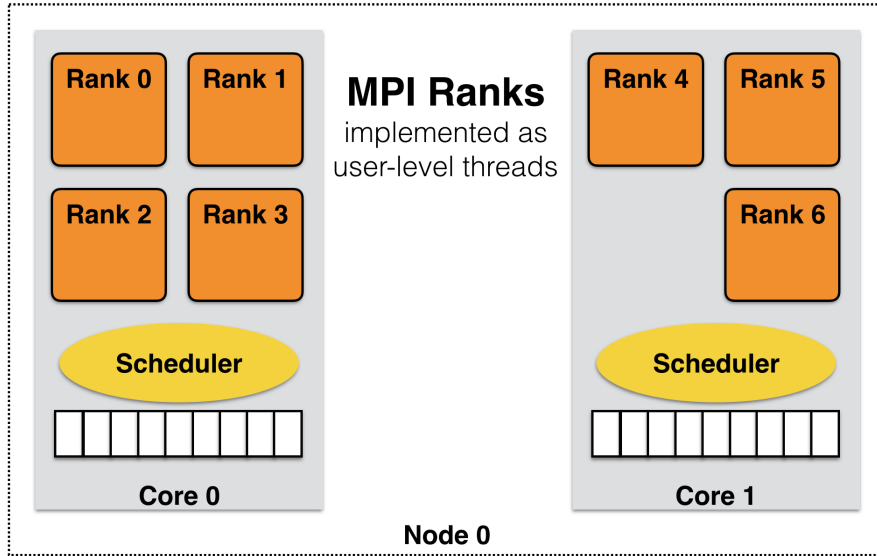 Rank 0
Rank 1
Rank 2
Rank 3
Scheduler
Core 0
MPI Ranks
implemented as
user-level threads
Rank 4
Rank 5
Rank 6
Scheduler
Core 1
Node 0